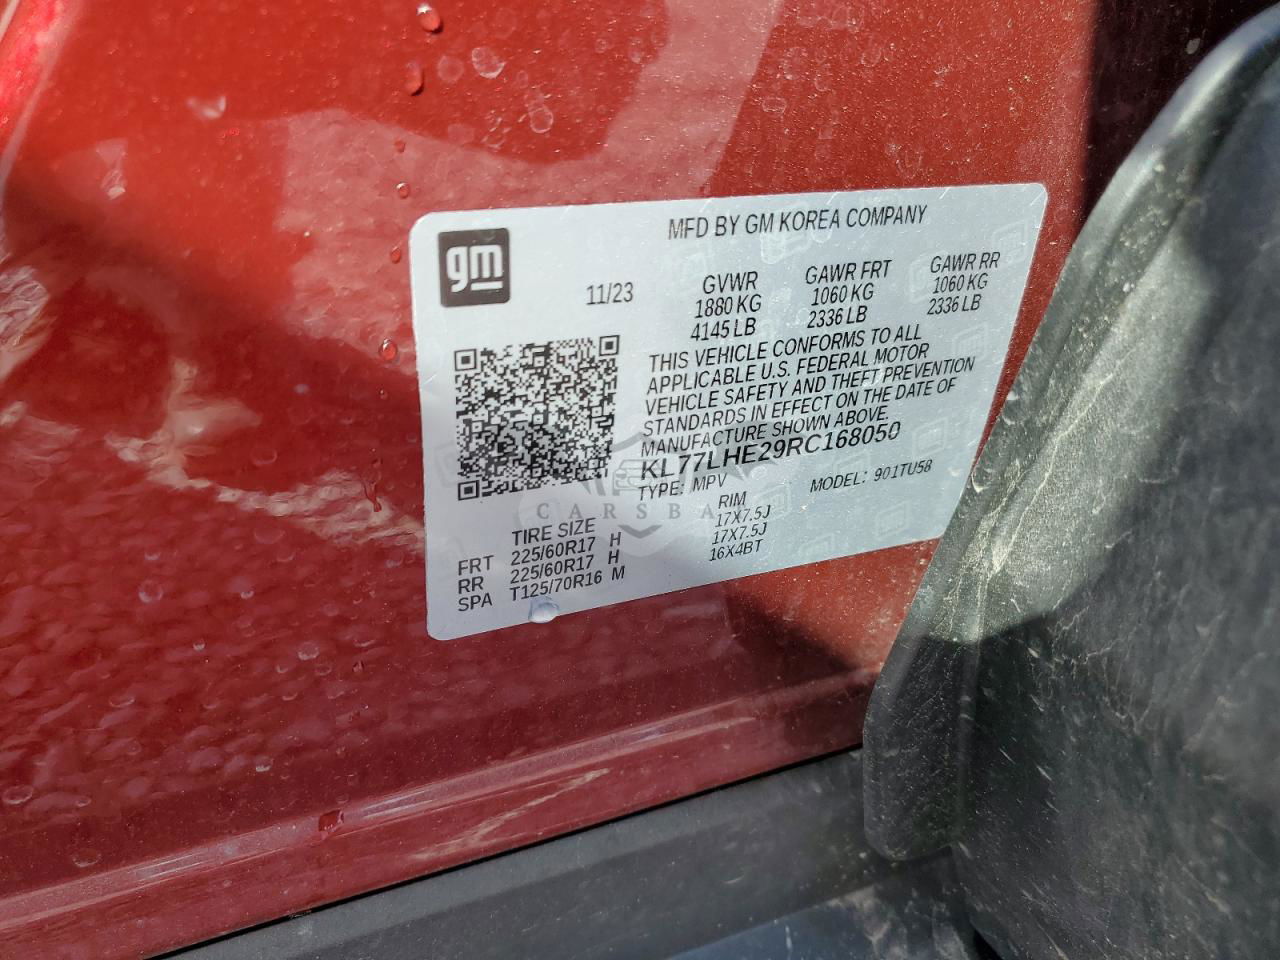 MFD BY GM KOREA COMPANY
gm
11/23
GVWR GAWR FRT GAWR RR
1880 KG 1060 KG 1060 KG
4145 LB 2336 LB 2336 LB
THIS VEHICLE CONFORMS TO ALL
APPLICABLE U.S. FEDERAL MOTOR
VEHICLE SAFETY AND THEFT PREVENTION
STANDARDS IN EFFECT ON THE DATE OF
MANUFACTURE SHOWN ABOVE.
KL77LHE29RC168050
TYPE: MPV MODEL: 901TU58
TIRE SIZE RIM
FRT 225/60R17 H 17X7.5J
RR 225/60R17 H 17X7.5J
SPA T125/70R16 M 16X4BT